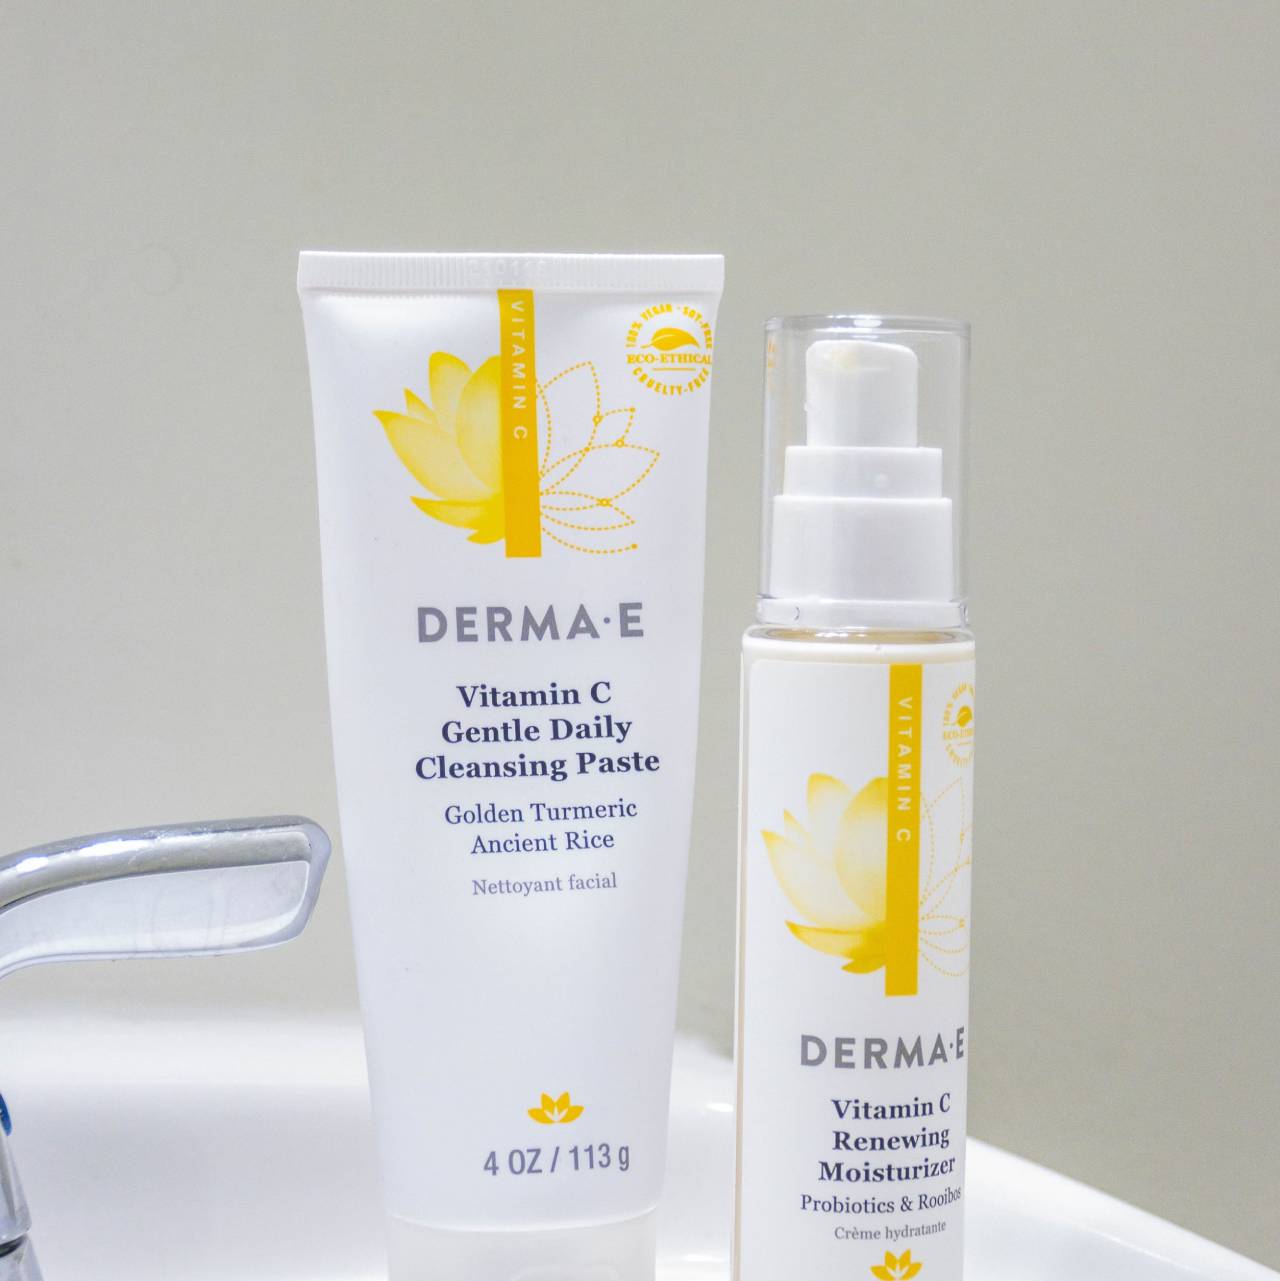 VITAMIN C
100% VEGAN · SOY-FREE
ECO-ETHICAL
CRUELTY-FREE
DERMA·E
Vitamin C
Gentle Daily
Cleansing Paste
Golden Turmeric
Ancient Rice
Nettoyant facial
4 OZ / 113 g
VITAMIN C
DERMA·E
Vitamin C
Renewing
Moisturizer
Probiotics & Rooibos
Crème hydratante